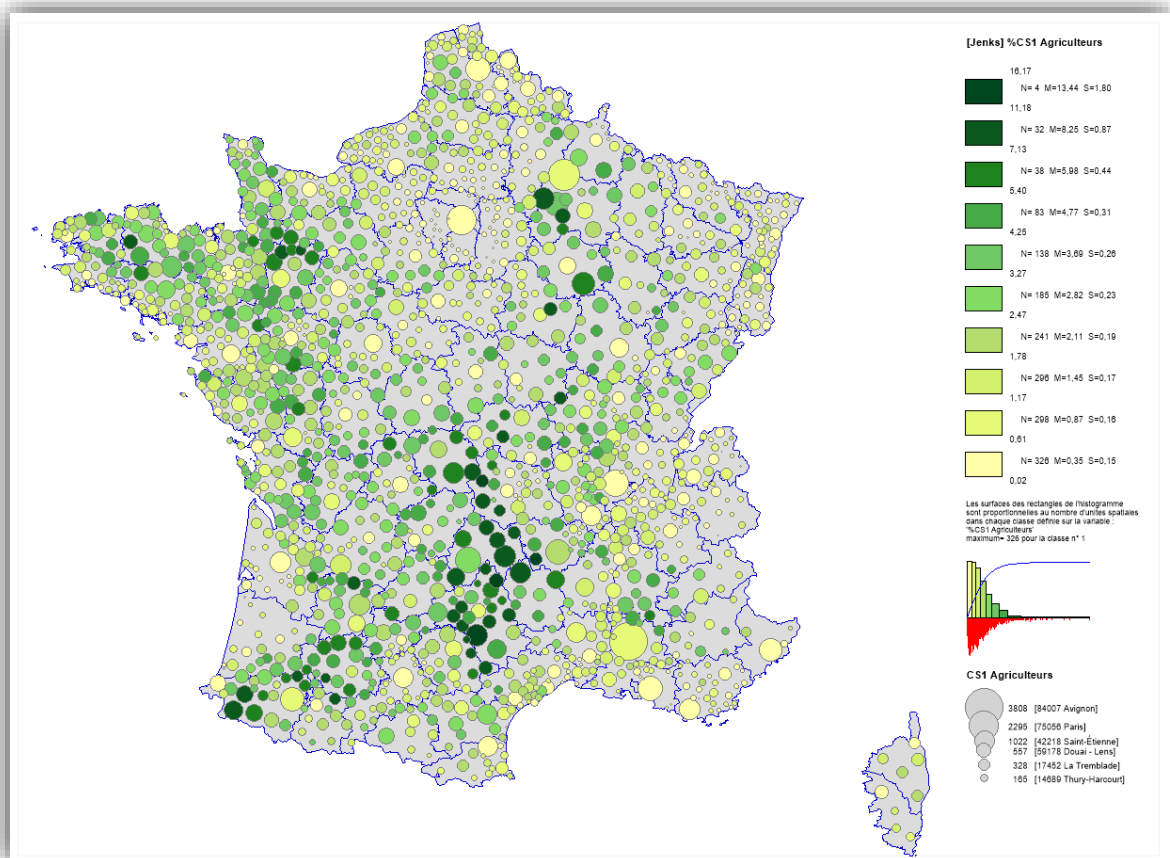 [Jenks] %CS1 Agriculteurs
16,17
N= 4 M=13,44 S=1,80
11,18
N= 32 M=8,25 S=0,87
7,13
N= 38 M=5,98 S=0,44
5,40
N= 83 M=4,77 S=0,31
4,25
N= 138 M=3,69 S=0,26
3,27
N= 185 M=2,82 S=0,23
2,47
N= 241 M=2,11 S=0,19
1,78
N= 296 M=1,45 S=0,17
1,17
N= 298 M=0,87 S=0,16
0,61
N= 326 M=0,35 S=0,15
0,02
Les surfaces des rectangles de l'histogramme
sont proportionnelles au nombre d'unites spatiales
dans chaque classe définie sur la variable :
'%CS1 Agriculteurs'
maximum= 326 pour la classe n° 1
CS1 Agriculteurs
3808 [84007 Avignon]
2295 [75056 Paris]
1022 [42218 Saint-Étienne]
557 [59178 Douai - Lens]
328 [17452 La Tremblade]
165 [14689 Thury-Harcourt]